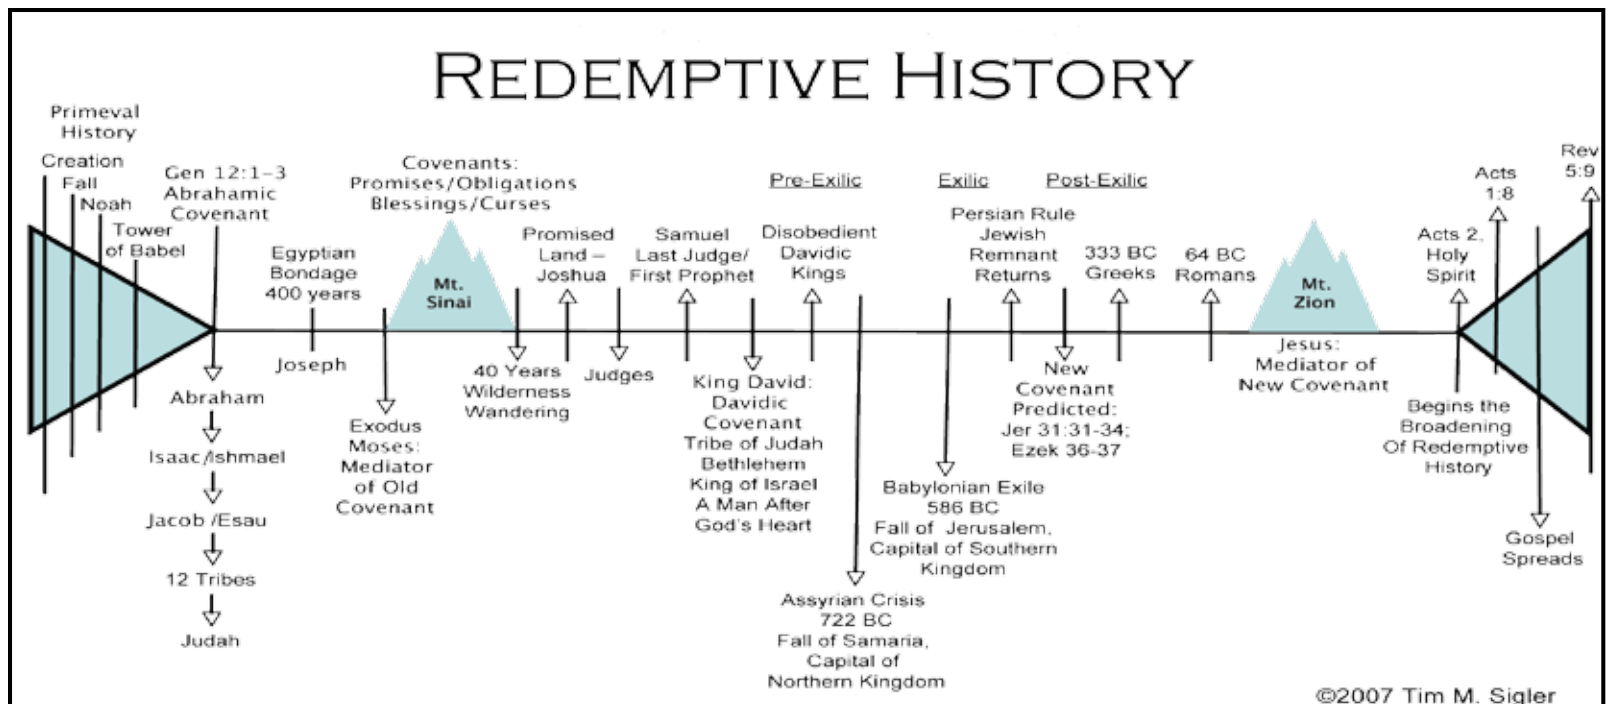 REDEMPTIVE HISTORY
Primeval
History
Creation
Fall
Noah
Tower
of Babel
Gen 12:1-3
Abrahamic
Covenant
Abraham
Isaac/Ishmael
Jacob /Esau
12 Tribes
Judah
Egyptian
Bondage
400 years
Joseph
Covenants:
Promises/Obligations
Blessings/Curses
Mt.
Sinai
Exodus
Moses:
Mediator
of Old
Covenant
40 Years
Wilderness
Wandering
Promised
Land –
Joshua
Judges
Samuel
Last Judge/
First Prophet
King David:
Davidic
Covenant
Tribe of Judah
Bethlehem
King of Israel
A Man After
God's Heart
Pre-Exilic
Disobedient
Davidic
Kings
Assyrian Crisis
722 BC
Fall of Samaria,
Capital of
Northern Kingdom
Exilic
Babylonian Exile
586 BC
Fall of Jerusalem,
Capital of Southern
Kingdom
Post-Exilic
Persian Rule
Jewish
Remnant
Returns
New
Covenant
Predicted:
Jer 31:31-34;
Ezek 36-37
333 BC
Greeks
64 BC
Romans
Mt.
Zion
Jesus:
Mediator of
New Covenant
Acts 2,
Holy
Spirit
Begins the
Broadening
Of Redemptive
History
Acts
1:8
Gospel
Spreads
Rev
5:9
©2007 Tim M. Sigler